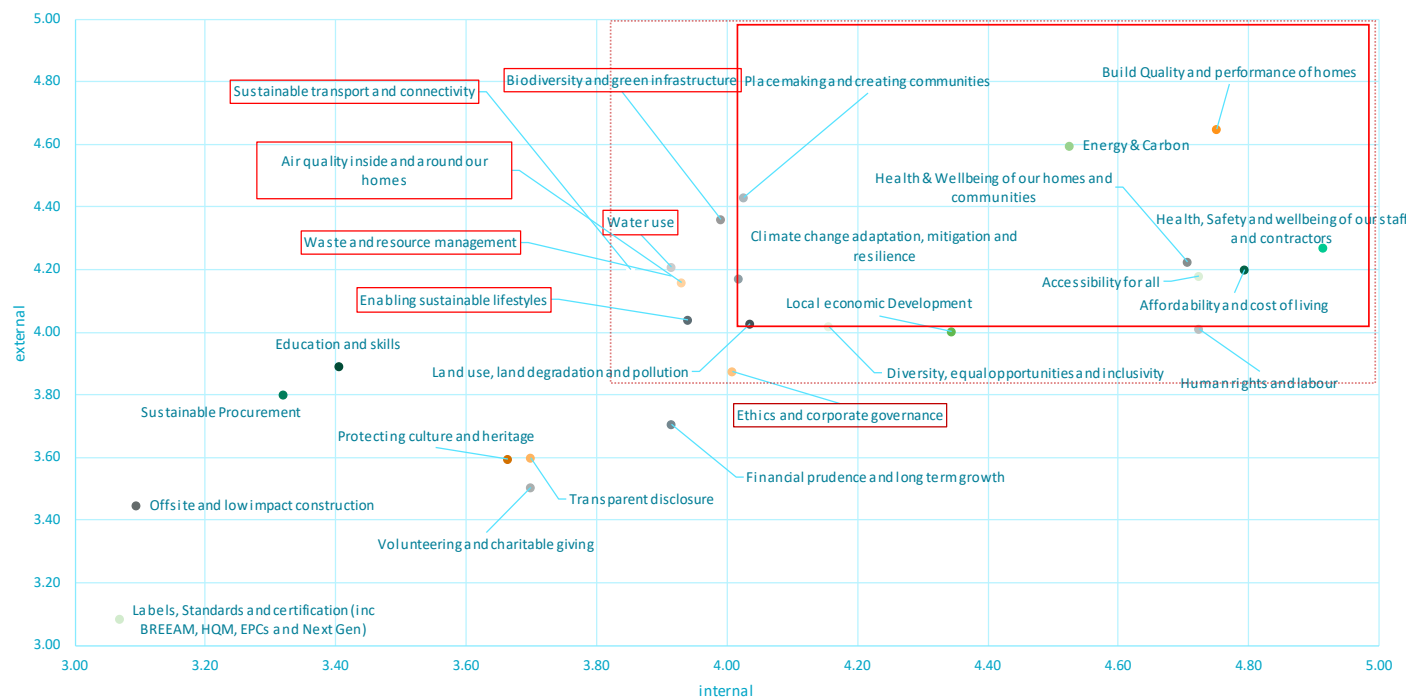 5.00
4.80
4.60
4.40
4.20
4.00
3.80
3.60
3.40
3.20
3.00
external
Build Quality and performance of homes
Biodiversity and green infrastructure
Placemaking and creating communities
Sustainable transport and connectivity
Energy & Carbon
Air quality inside and around our
homes
Health & Wellbeing of our homes and
communities
Water use
Health, Safety and wellbeing of our staff
and contractors
Waste and resource management
Climate change adaptation, mitigation and
resilience
Accessibility for all
Enabling sustainable lifestyles
Local economic Development
Affordability and cost of living
Education and skills
Land use, land degradation and pollution
Diversity, equal opportunities and inclusivity
Human rights and labour
Sustainable Procurement
Ethics and corporate governance
Protecting culture and heritage
Financial prudence and long term growth
Transparent disclosure
Offsite and low impact construction
Volunteering and charitable giving
Labels, Standards and certification (inc
BREEAM, HQM, EPCs and Next Gen)
3.00 3.20 3.40 3.60 3.80 4.00 4.20 4.40 4.60 4.80 5.00
internal